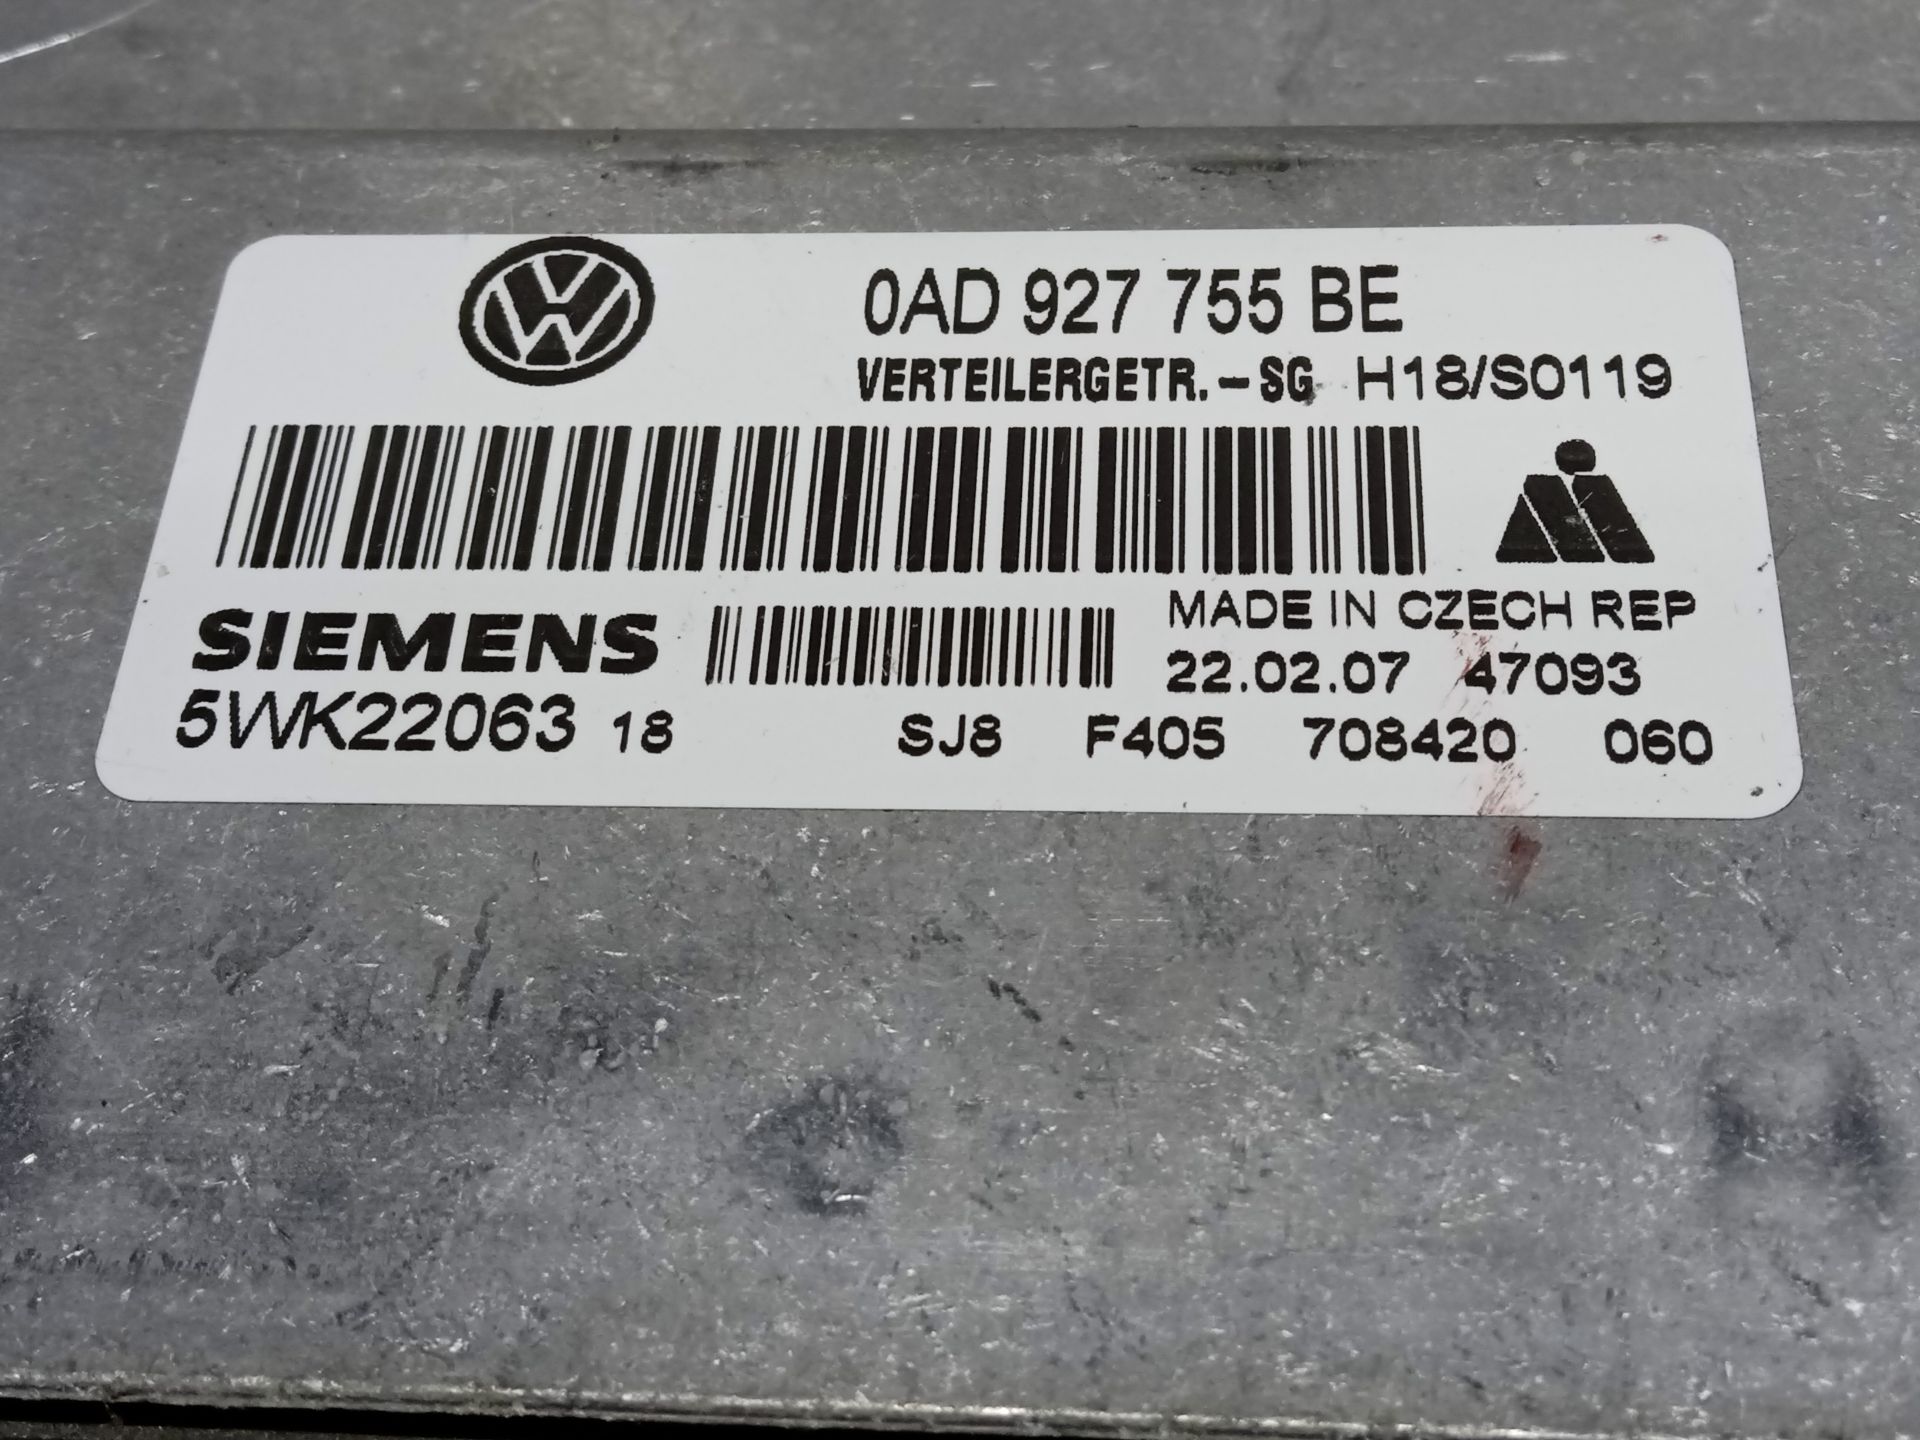 0AD 927 755 BE
VERTEILERGETR.-SG H18/S0119
SIEMENS
MADE IN CZECH REP
22.02.07 47093
5WK22063 18 SJ8 F405 708420 060